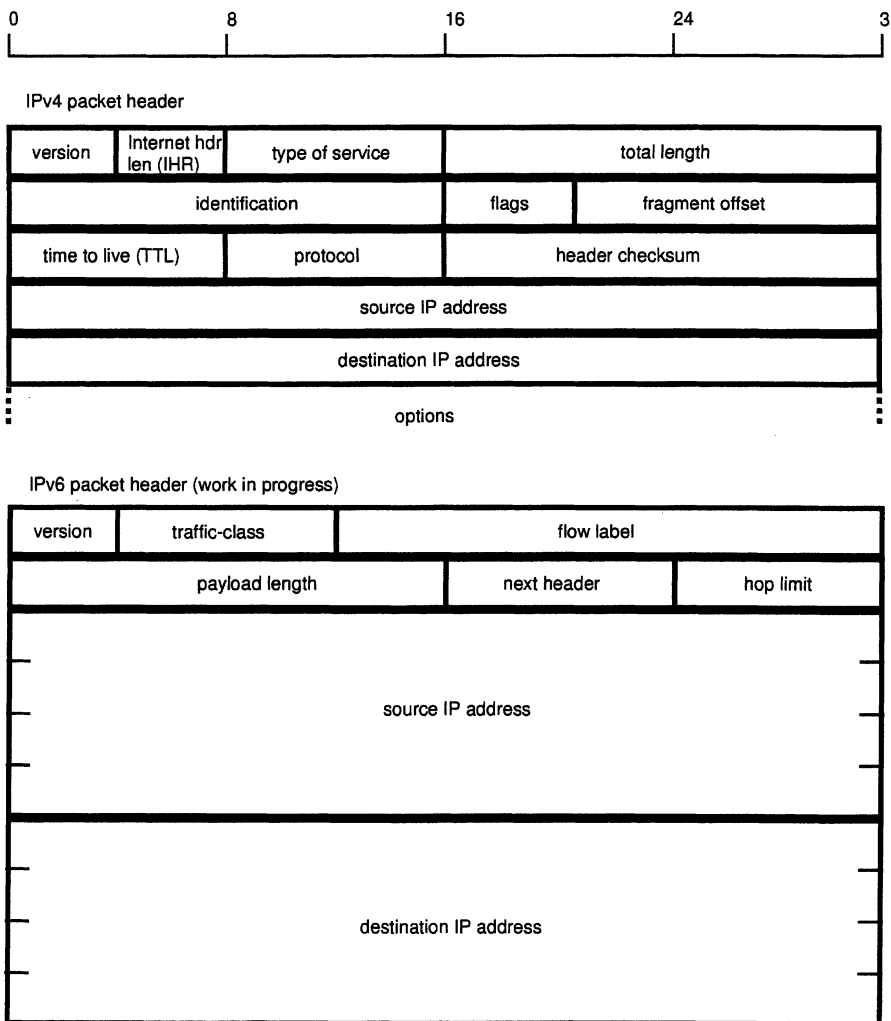 0 8 16 24 3
IPv4 packet header
version Internet hdr len (IHR) type of service total length
identification flags fragment offset
time to live (TTL) protocol header checksum
source IP address
destination IP address
options
IPv6 packet header (work in progress)
version traffic-class flow label
payload length next header hop limit
source IP address
destination IP address